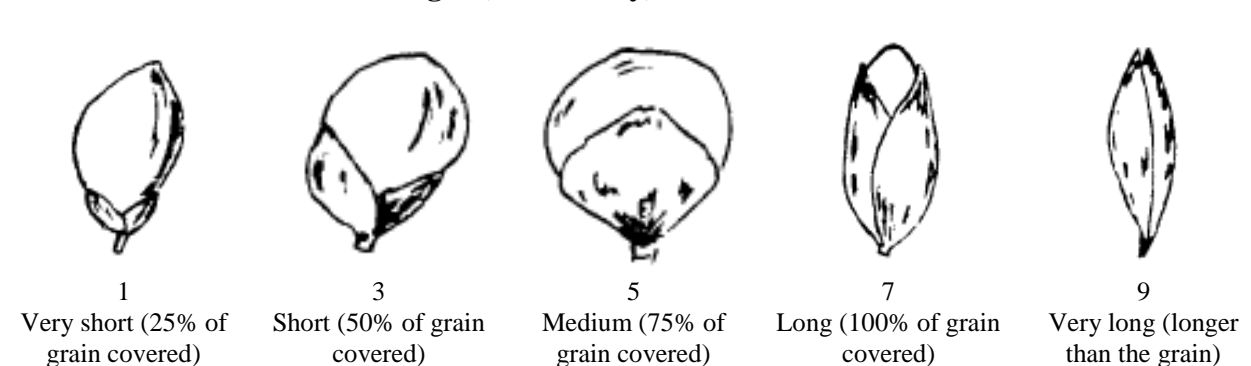 1
Very short (25% of
grain covered)
3
Short (50% of grain
covered)
5
Medium (75% of
grain covered)
7
Long (100% of grain
covered)
9
Very long (longer
than the grain)